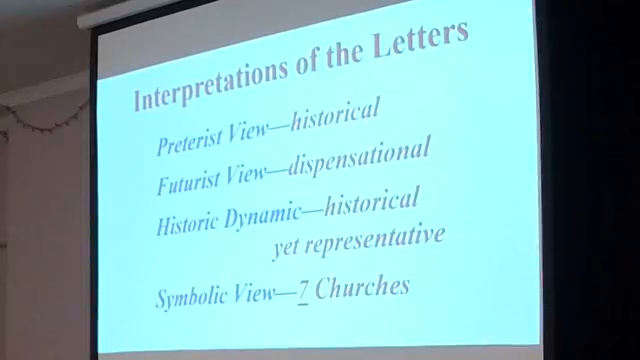 Interpretations of the Letters
Preterist View—historical
Futurist View—dispensational
Historic Dynamic—historical
yet representative
Symbolic View—7 Churches